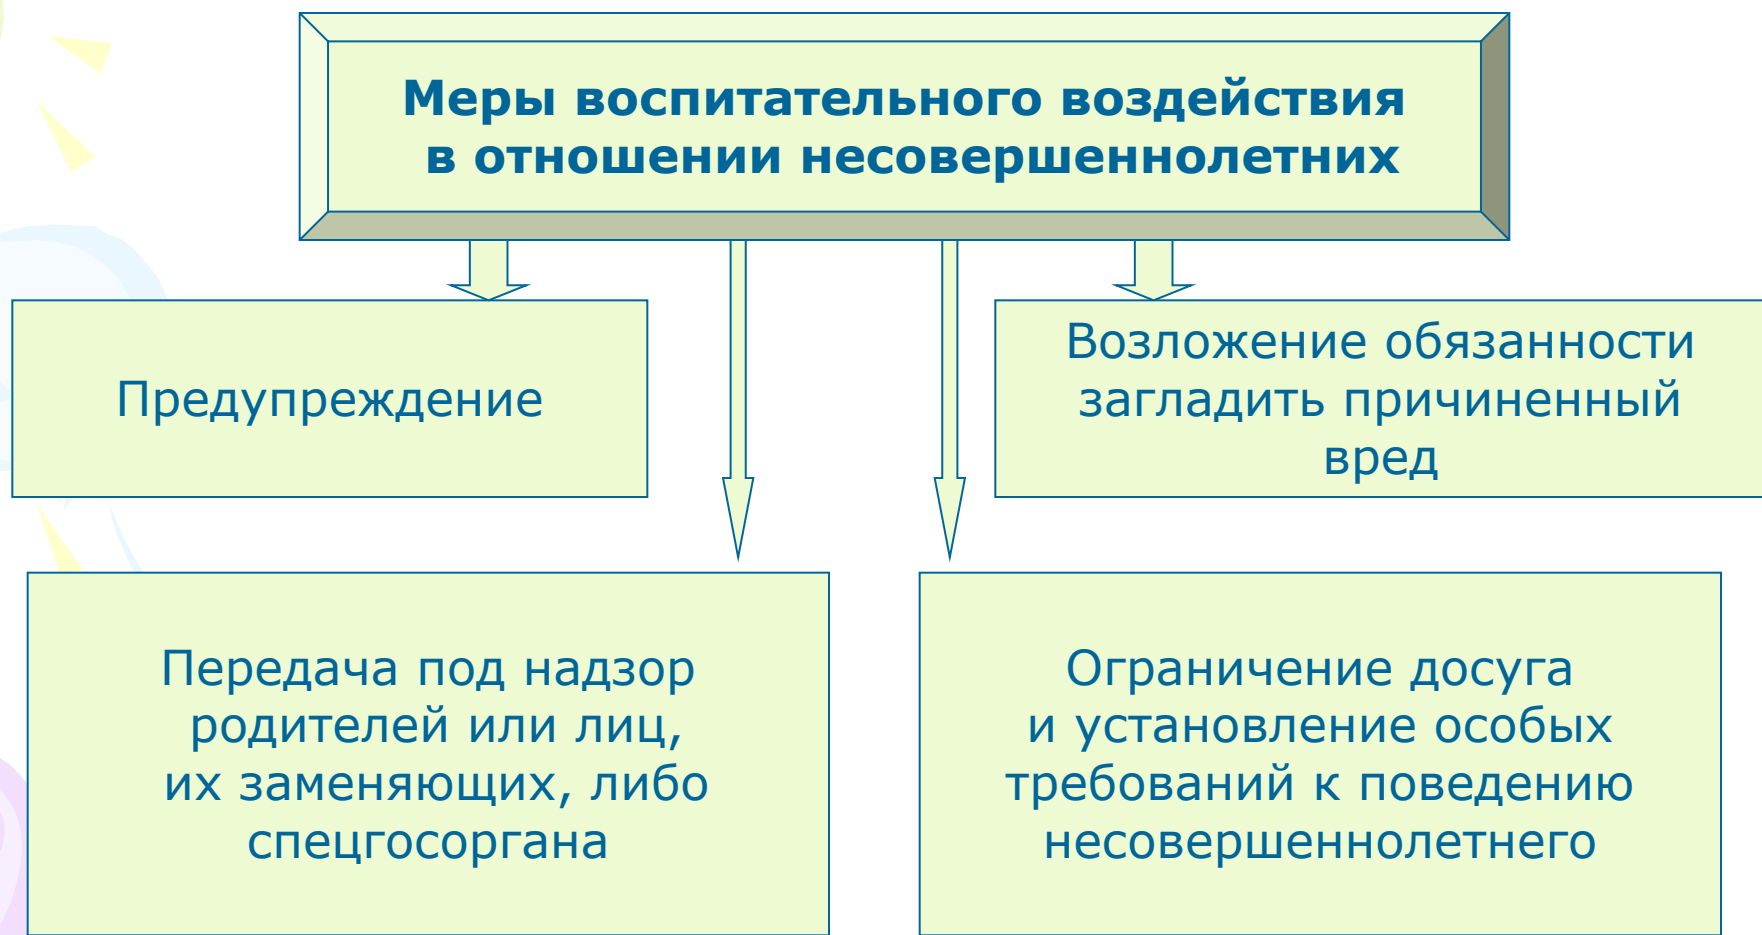 Меры воспитательного воздействия
в отношении несовершеннолетних
Предупреждение
Возложение обязанности
загладить причиненный
вред
Передача под надзор
родителей или лиц,
их заменяющих, либо
спецгосоргана
Ограничение досуга
и установление особых
требований к поведению
несовершеннолетнего